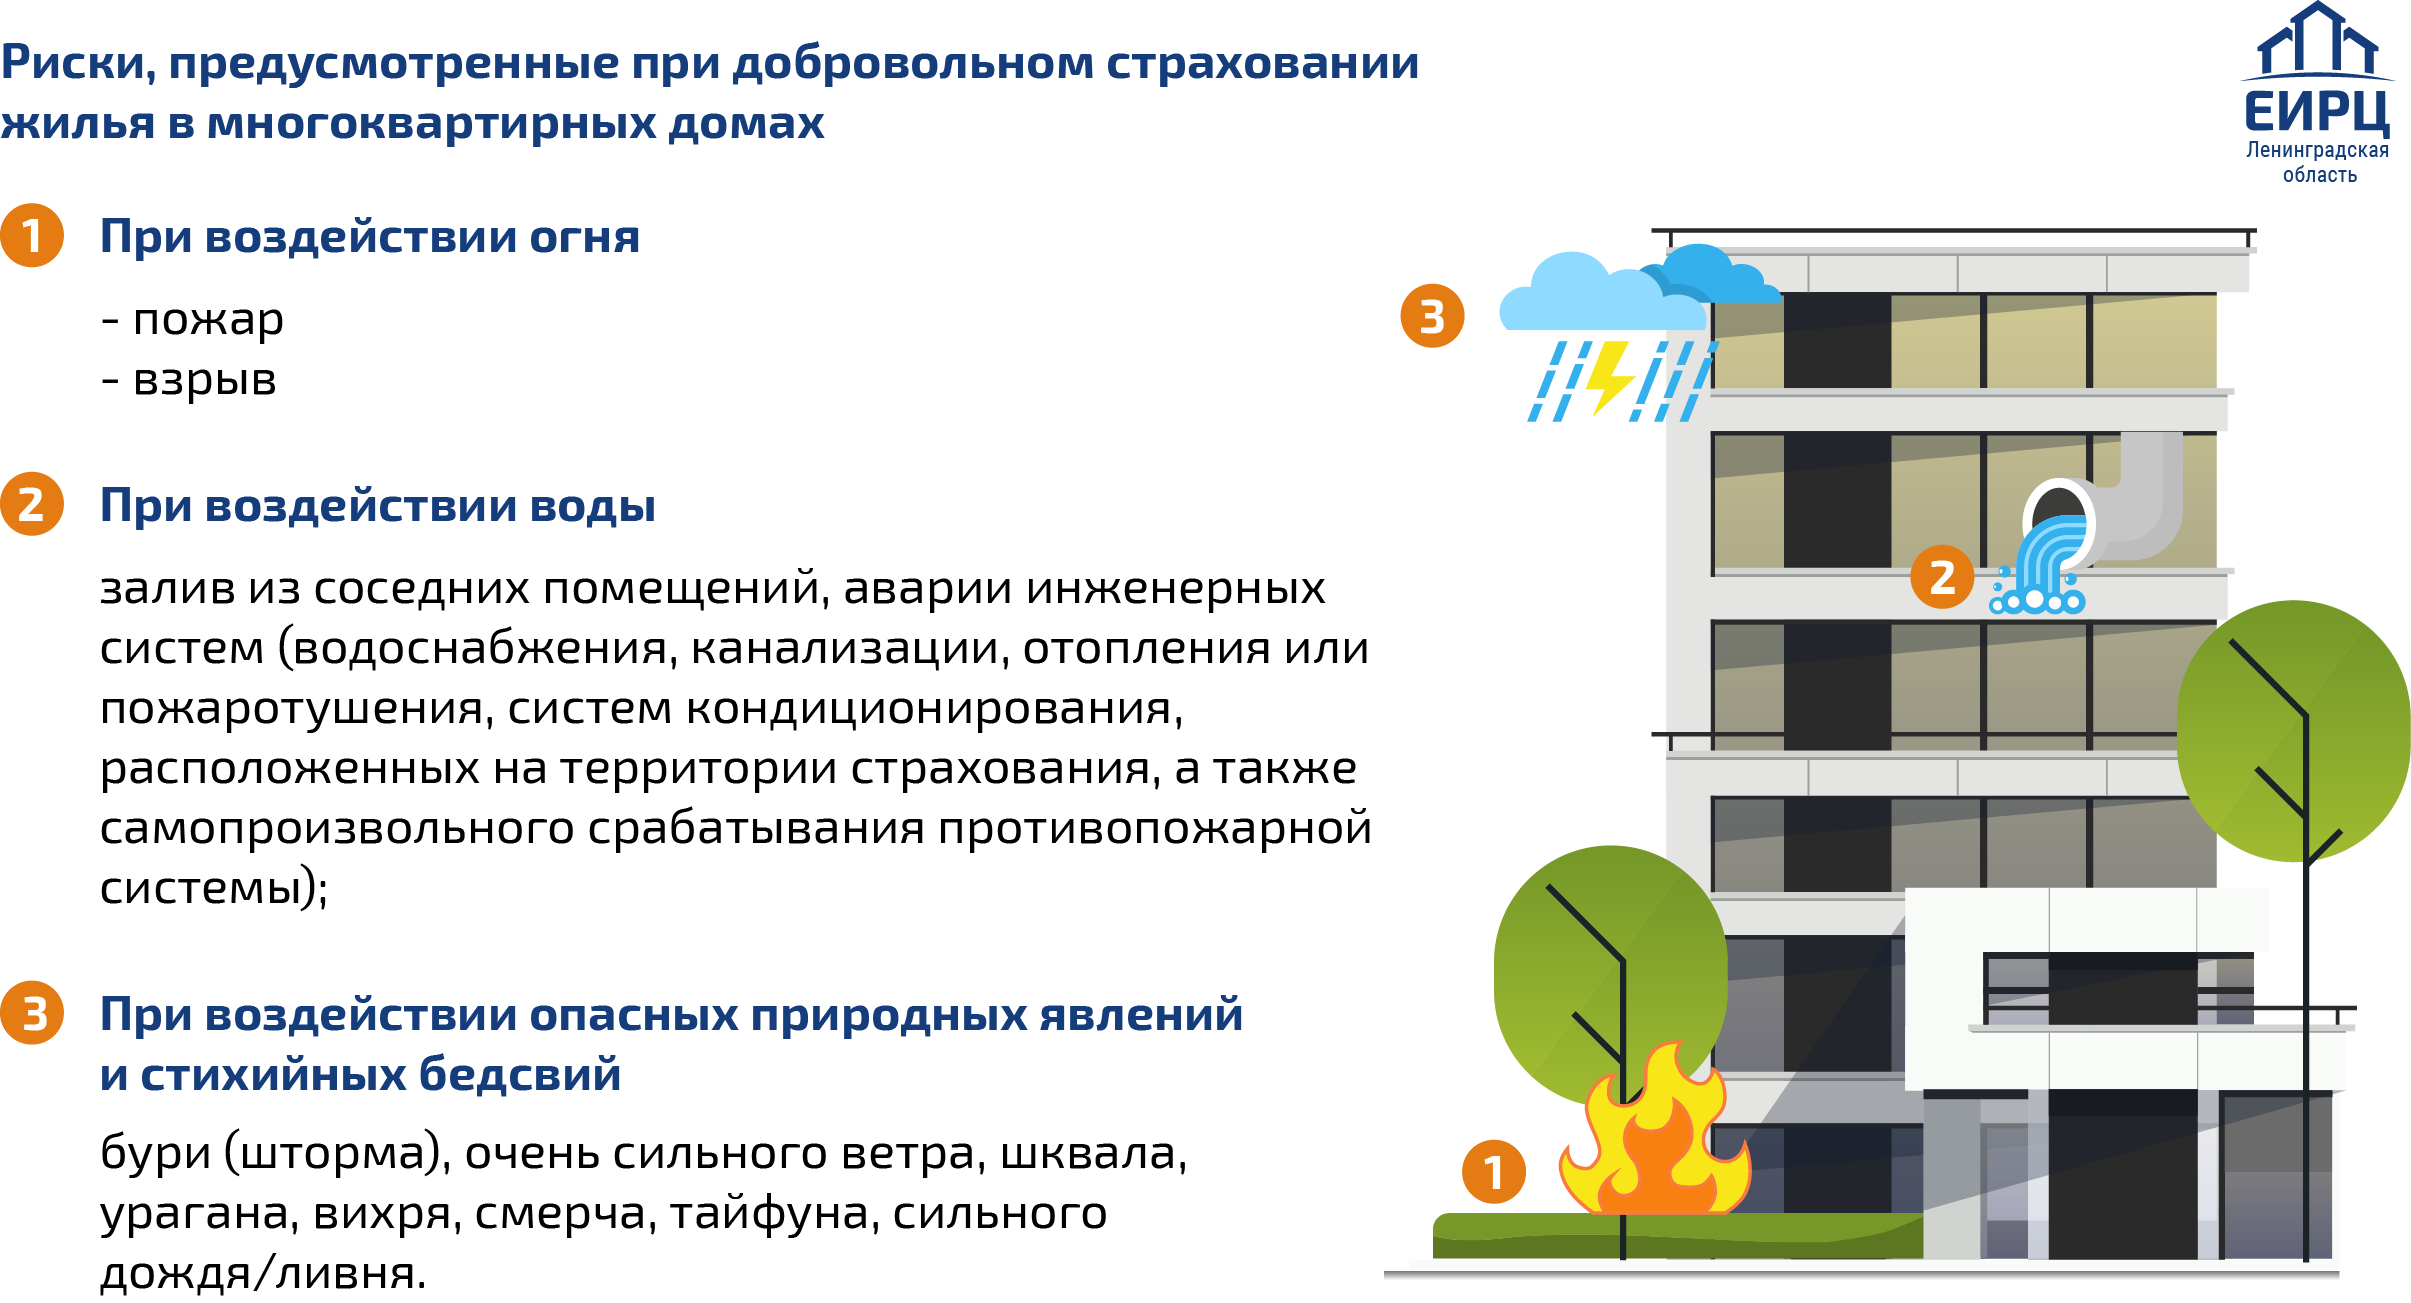 Риски, предусмотренные при добровольном страховании
жилья в многоквартирных домах
ЕИРЦ
Ленинградская
область
1 При воздействии огня
- пожар
- взрыв
2 При воздействии воды
залив из соседних помещений, аварии инженерных
систем (водоснабжения, канализации, отопления или
пожаротушения, систем кондиционирования,
расположенных на территории страхования, а также
самопроизвольного срабатывания противопожарной
системы);
3 При воздействии опасных природных явлений
и стихийных бедсвий
бури (шторма), очень сильного ветра, шквала,
урагана, вихря, смерча, тайфуна, сильного
дождя/ливня.
3
2
1